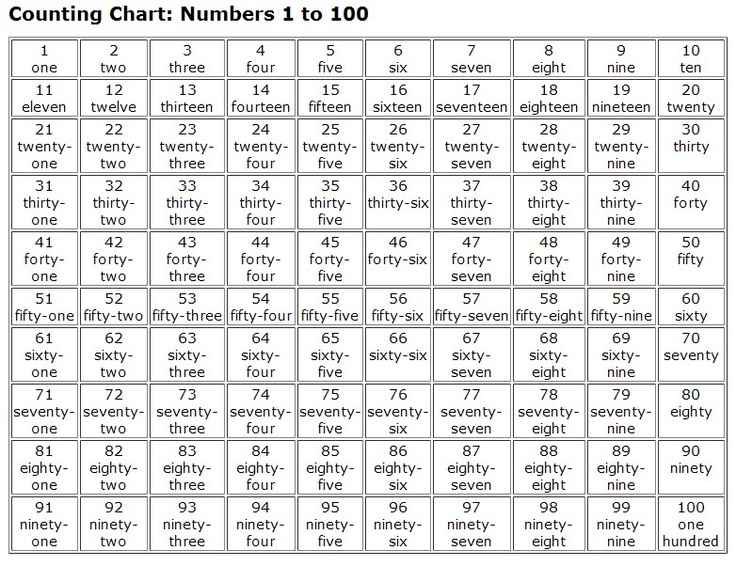 Counting Chart: Numbers 1 to 100
1 2 3 4 5 6 7 8 9 10
one two three four five six seven eight nine ten
11 12 13 14 15 16 17 18 19 20
eleven twelve thirteen fourteen fifteen sixteen seventeen eighteen nineteen twenty
21 22 23 24 25 26 27 28 29 30
twenty- twenty- twenty- twenty- twenty- twenty- twenty- twenty- twenty- thirty
one two three four five six seven eight nine
31 32 33 34 35 36 37 38 39 40
thirty- thirty- thirty- thirty- thirty- thirty-six thirty- thirty- thirty- forty
one two three four five seven eight nine
41 42 43 44 45 46 47 48 49 50
forty- forty- forty- forty- forty- forty-six forty- forty- forty- fifty
one two three four five seven eight nine
51 52 53 54 55 56 57 58 59 60
fifty-one fifty-two fifty-three fifty-four fifty-five fifty-six fifty-seven fifty-eight fifty-nine sixty
61 62 63 64 65 66 67 68 69 70
sixty- sixty- sixty- sixty- sixty- sixty-six sixty- sixty- sixty- seventy
one two three four five seven eight nine
71 72 73 74 75 76 77 78 79 80
seventy- seventy- seventy- seventy- seventy- seventy- seventy- seventy- seventy- eighty
one two three four five six seven eight nine
81 82 83 84 85 86 87 88 89 90
eighty- eighty- eighty- eighty- eighty- eighty- eighty- eighty- eighty- ninety
one two three four five six seven eight nine
91 92 93 94 95 96 97 98 99 100
ninety- ninety- ninety- ninety- ninety- ninety- ninety- ninety- ninety- one
one two three four five six seven eight nine hundred